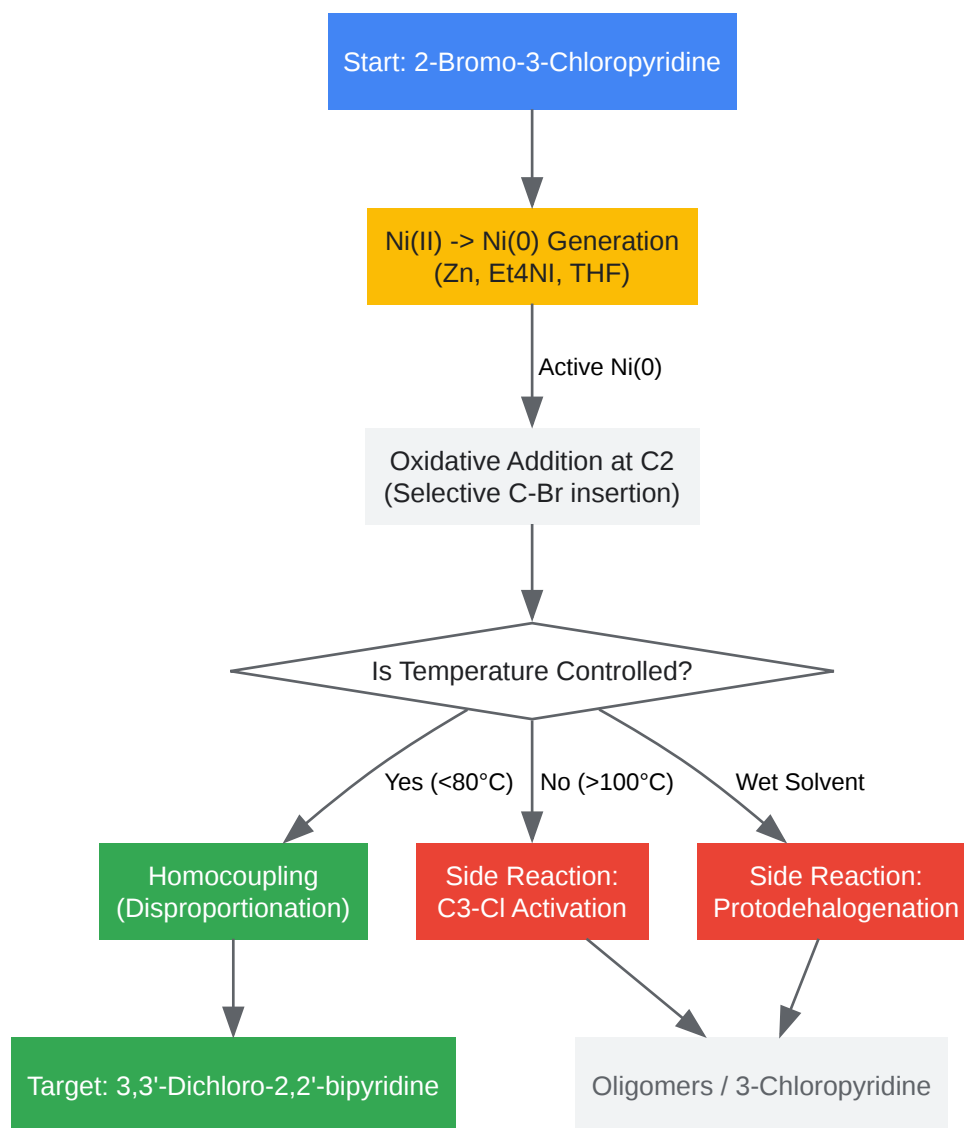 Start: 2-Bromo-3-Chloropyridine
Ni(II) -> Ni(0) Generation
(Zn, Et4NI, THF)
Active Ni(0)
Oxidative Addition at C2
(Selective C-Br insertion)
Is Temperature Controlled?
Yes (<80°C)
No (>100°C)
Wet Solvent
Homocoupling
(Disproportionation)
Side Reaction:
C3-Cl Activation
Side Reaction:
Protodehalogenation
Target: 3,3'-Dichloro-2,2'-bipyridine
Oligomers / 3-Chloropyridine